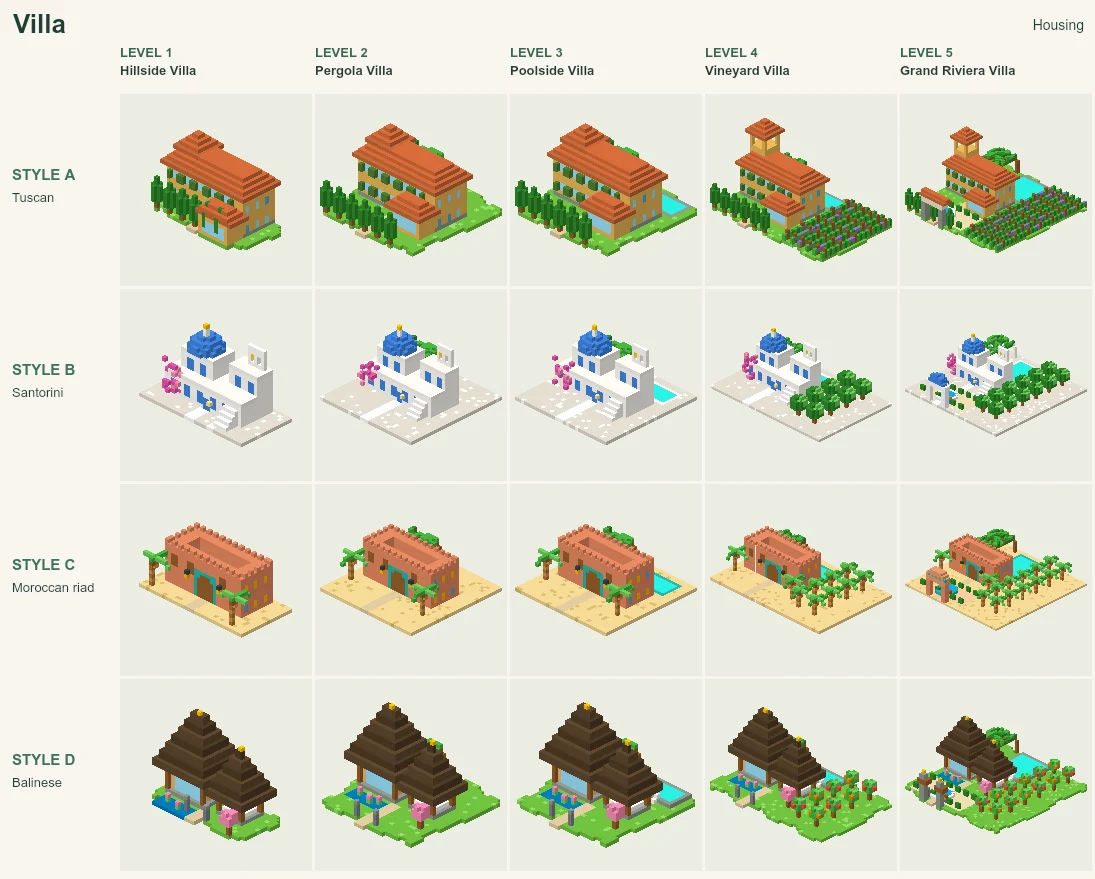 Villa
Housing
LEVEL 1
Hillside Villa
LEVEL 2
Pergola Villa
LEVEL 3
Poolside Villa
LEVEL 4
Vineyard Villa
LEVEL 5
Grand Riviera Villa
STYLE A
Tuscan
STYLE B
Santorini
STYLE C
Moroccan riad
STYLE D
Balinese